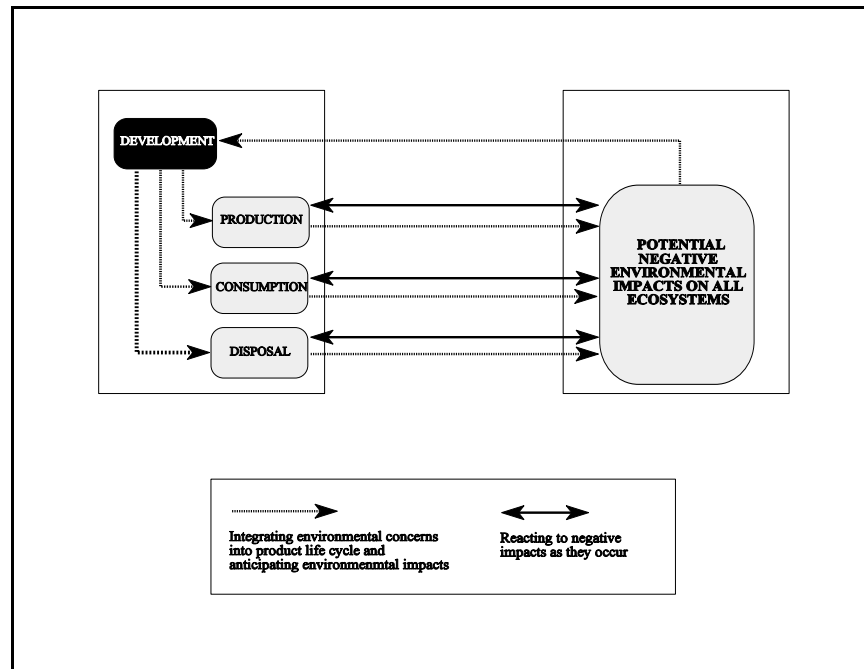 DEVELOPMENT
PRODUCTION
CONSUMPTION
DISPOSAL
POTENTIAL
NEGATIVE
ENVIRONMENTAL
IMPACTS ON ALL
ECOSYSTEMS
Integrating environmental concerns
into product life cycle and
anticipating environmenmtal impacts
Reacting to negative
impacts as they occur